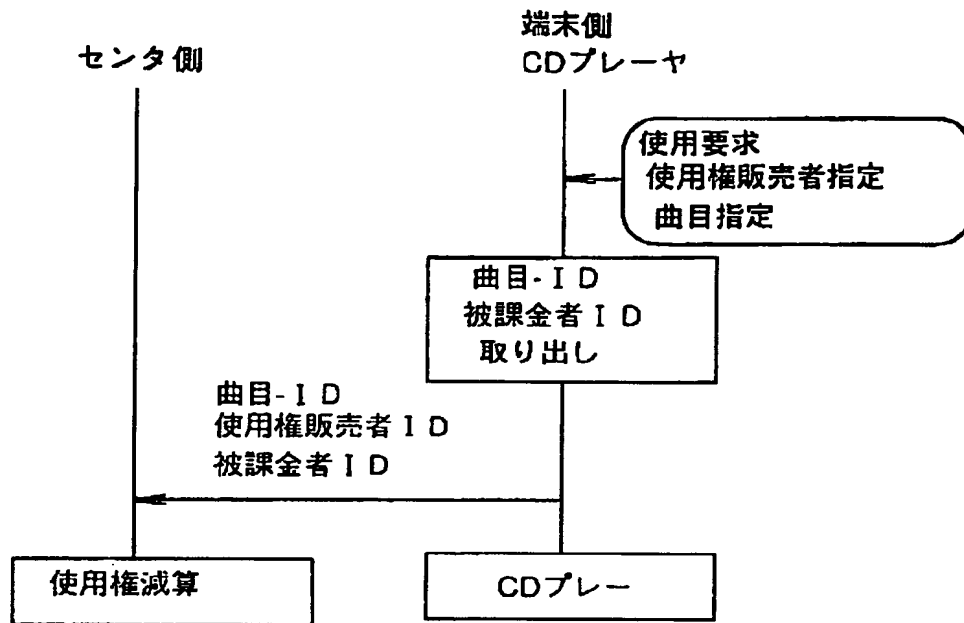 センタ側
端末側
CDプレーヤ
使用要求
使用権販売者指定
曲目指定
曲目-ＩＤ
被課金者ＩＤ
取り出し
曲目-ＩＤ
使用権販売者ＩＤ
被課金者ＩＤ
使用権減算
CDプレー